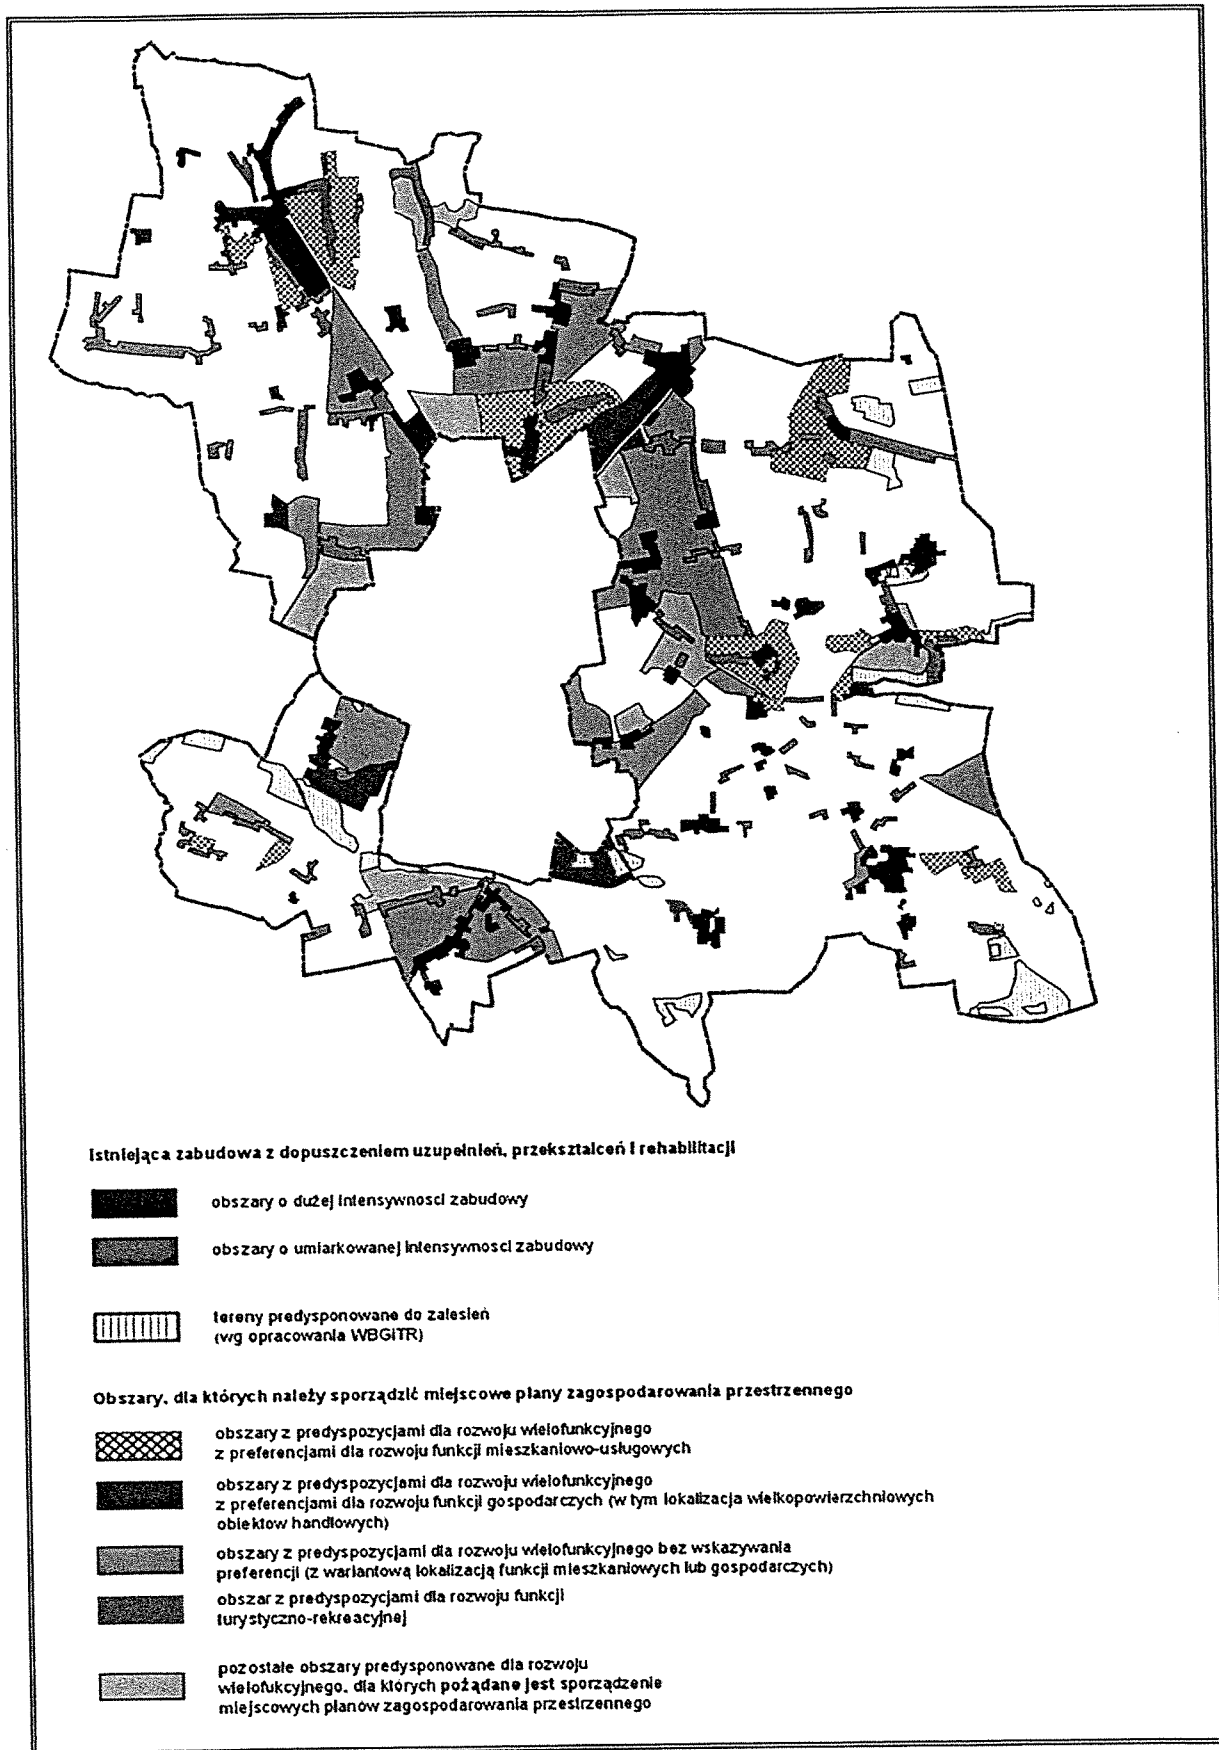 Istniejąca zabudowa z dopuszczeniem uzupełnień, przekształceń i rehabilitacji
obszary o dużej intensywnosci zabudowy
obszary o umiarkowanej intensywnosci zabudowy
tereny predysponowane do zalesień
(wg opracowania WBGiTR)
Obszary, dla których należy sporządzić miejscowe plany zagospodarowania przestrzennego
obszary z predyspozycjami dla rozwoju wielofunkcyjnego
z preferencjami dla rozwoju funkcji mieszkaniowo-usługowych
obszary z predyspozycjami dla rozwoju wielofunkcyjnego
z preferencjami dla rozwoju funkcji gospodarczych (w tym lokalizacja wielkopowierzchniowych
obiektow handlowych)
obszary z predyspozycjami dla rozwoju wielofunkcyjnego bez wskazywania
preferencji (z wariantową lokalizacją funkcji mieszkaniowych lub gospodarczych)
obszar z predyspozycjami dla rozwoju funkcji
turystyczno-rekreacyjnej
pozostałe obszary predysponowane dla rozwoju
wielofukcyjnego, dla których pożądane jest sporządzenie
miejscowych planów zagospodarowania przestrzennego